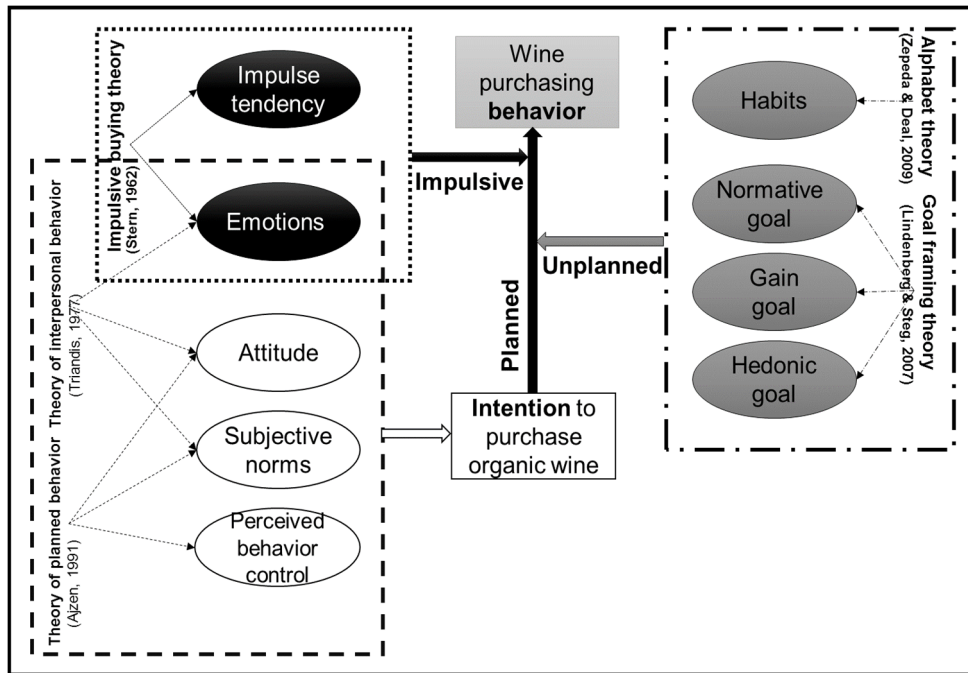 Impulsive buying theory
(Stern, 1962)
Impulse
tendency
Emotions
Theory of interpersonal behavior
(Triandis, 1977)
Theory of planned behavior
(Ajzen, 1991)
Attitude
Subjective
norms
Perceived
behavior
control
Wine
purchasing
behavior
Impulsive
Unplanned
Planned
Intention to
purchase
organic wine
Habits
Normative
goal
Gain
goal
Hedonic
goal
Alphabet theory
(Zepeda & Deal, 2009)
Goal framing theory
(Lindenberg & Steg, 2007)